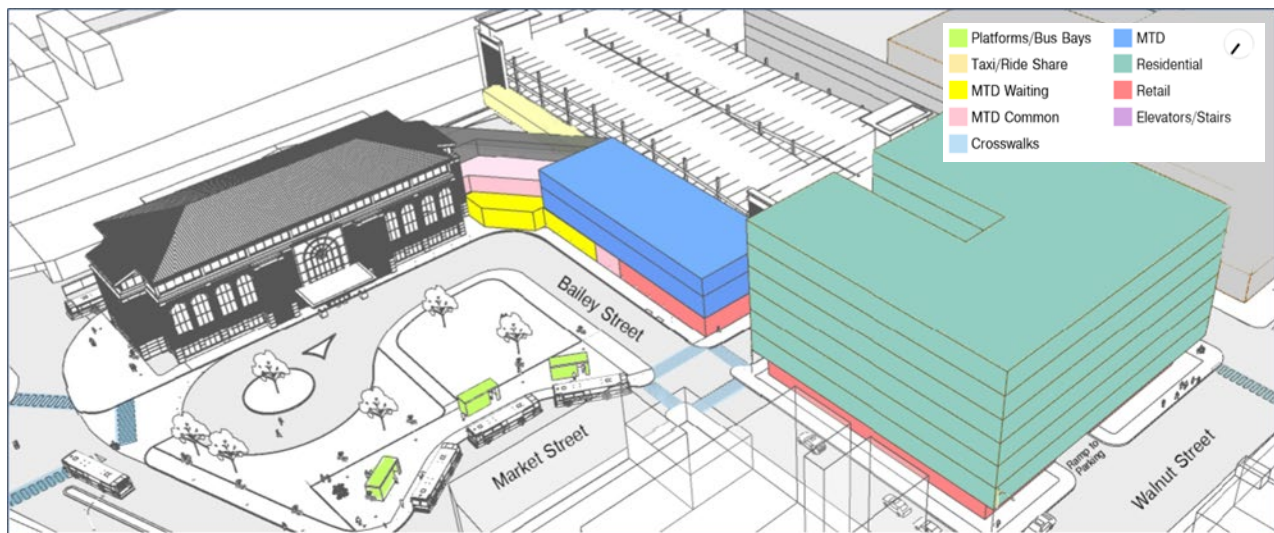 Platforms/Bus Bays
Taxi/Ride Share
MTD Waiting
MTD Common
Crosswalks
MTD
Residential
Retail
Elevators/Stairs
Bailey Street
Market Street
Ramp to
Parking
Walnut Street